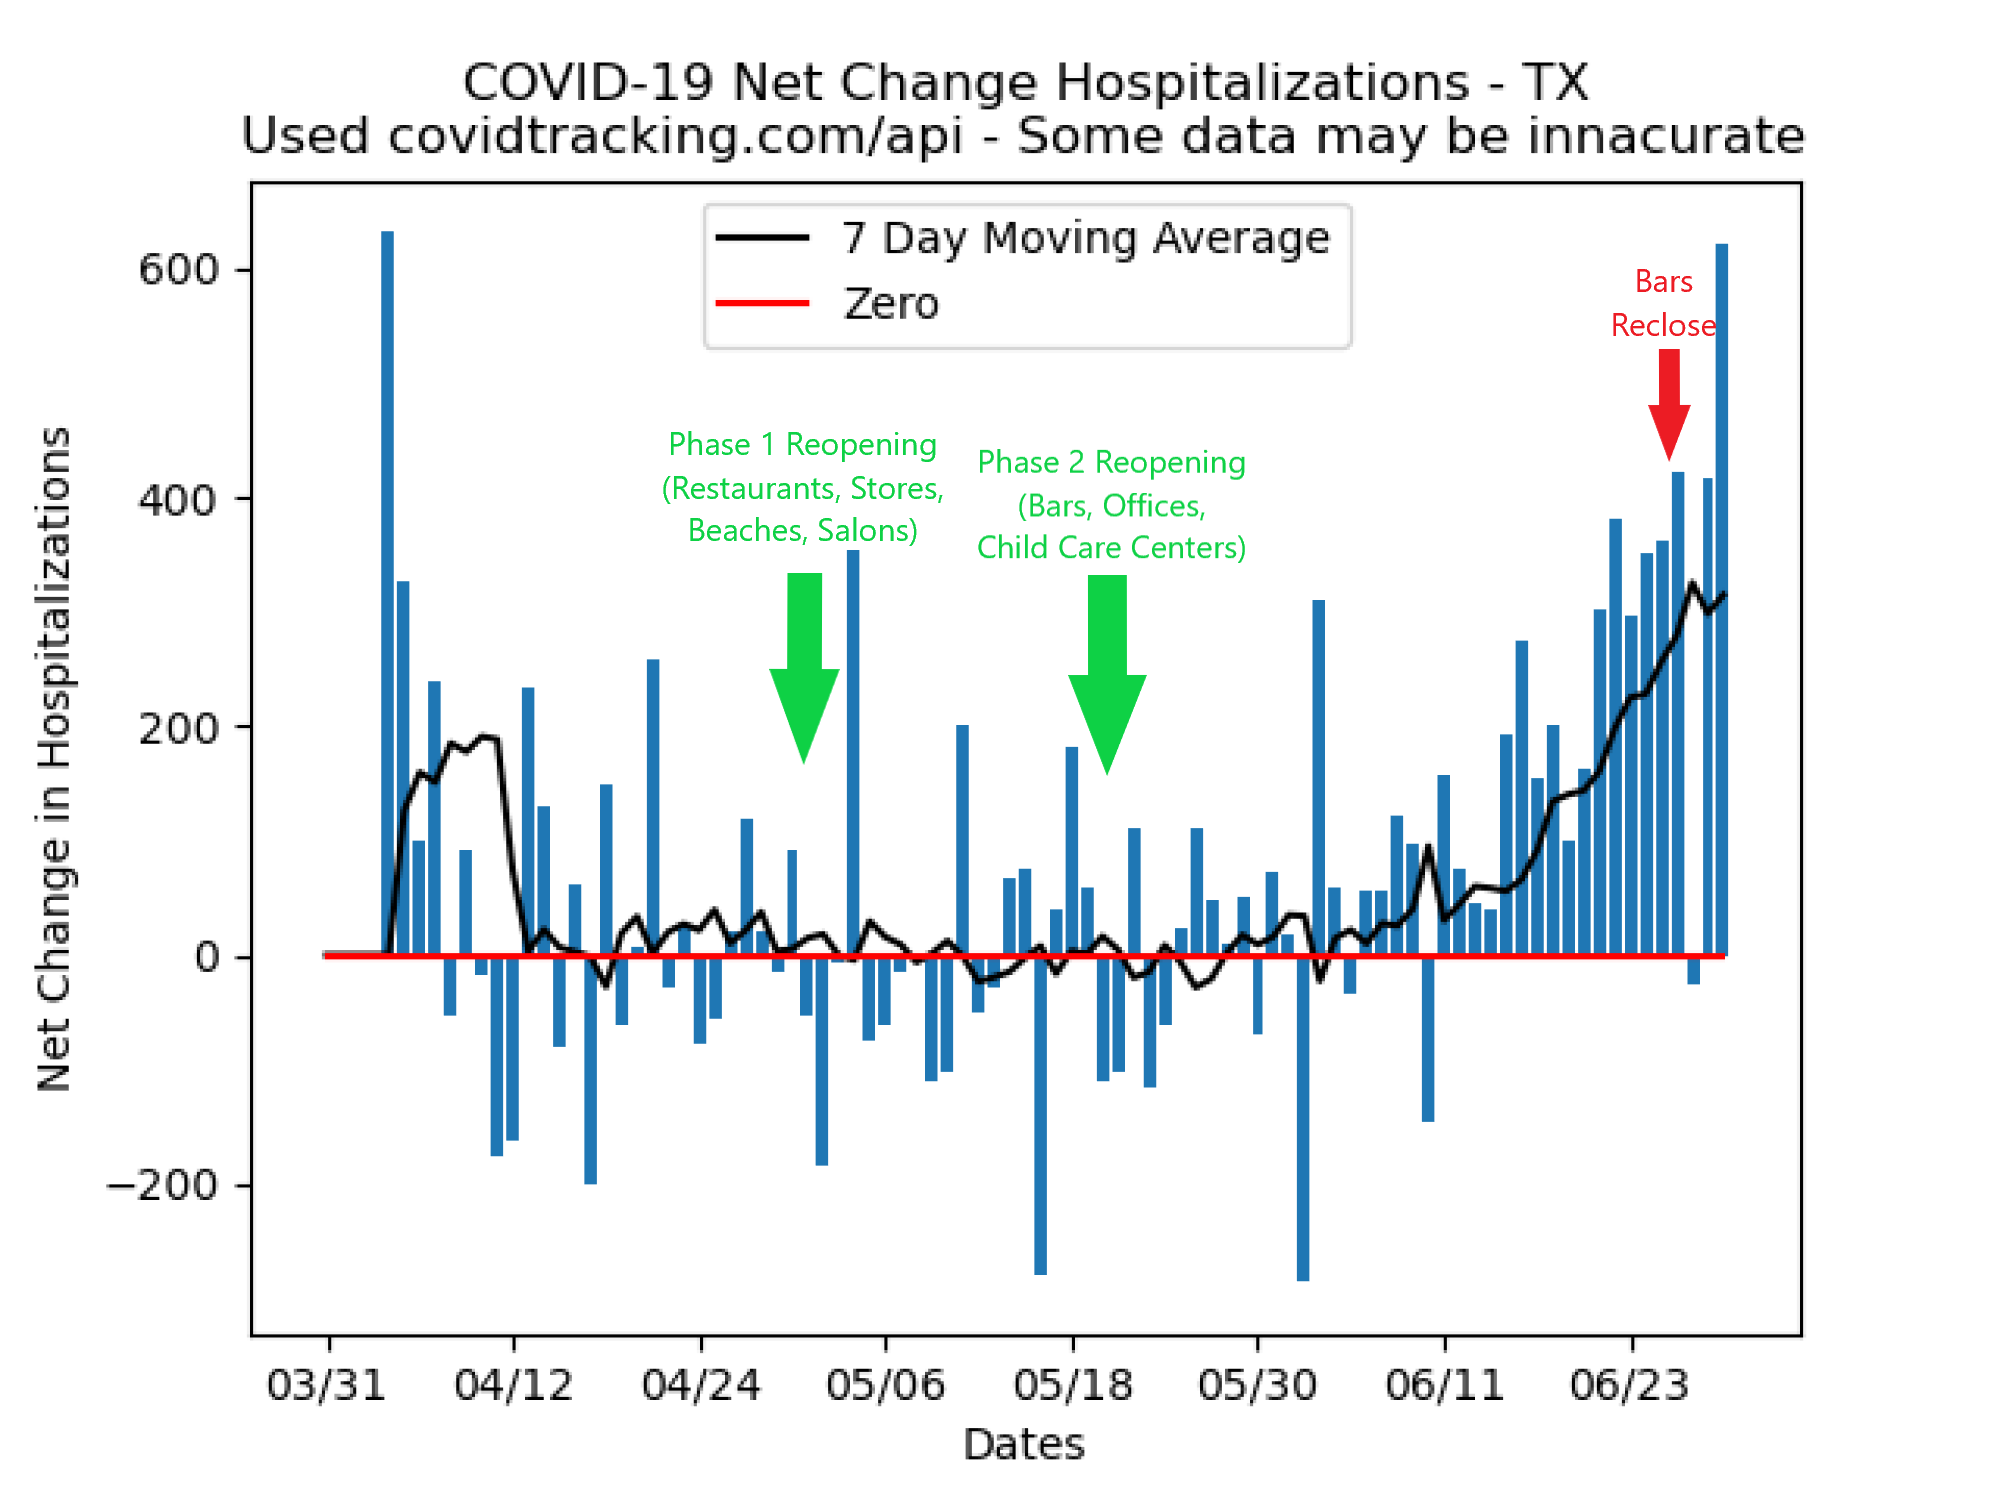 COVID-19 Net Change Hospitalizations - TX
Used covidtracking.com/api - Some data may be innacurate
7 Day Moving Average
Zero
Bars
Reclose
Phase 1 Reopening
(Restaurants, Stores,
Beaches, Salons)
Phase 2 Reopening
(Bars, Offices,
Child Care Centers)
Net Change in Hospitalizations
600
400
200
0
−200
03/31 04/12 04/24 05/06 05/18 05/30 06/11 06/23
Dates